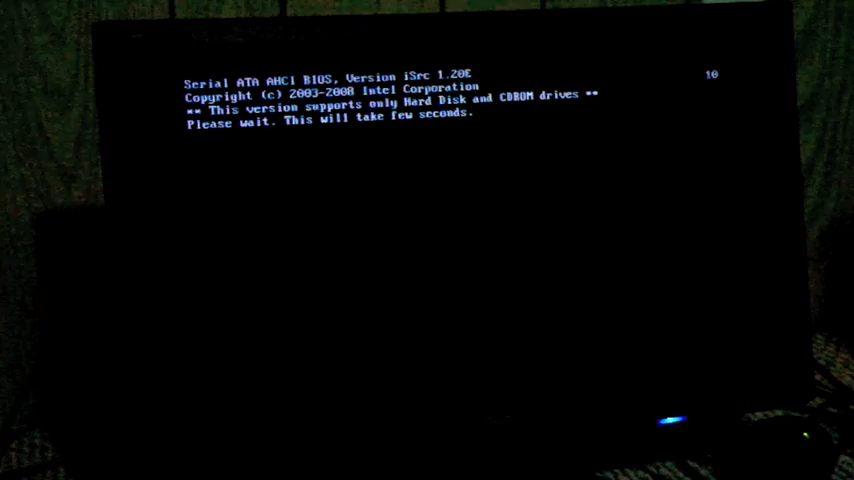 Serial ATA AHCI BIOS, Version iSrc 1.20E
10
Copyright (c) 2003-2008 Intel Corporation
** This version supports only Hard Disk and CDROM drives **
Please wait. This will take few seconds.